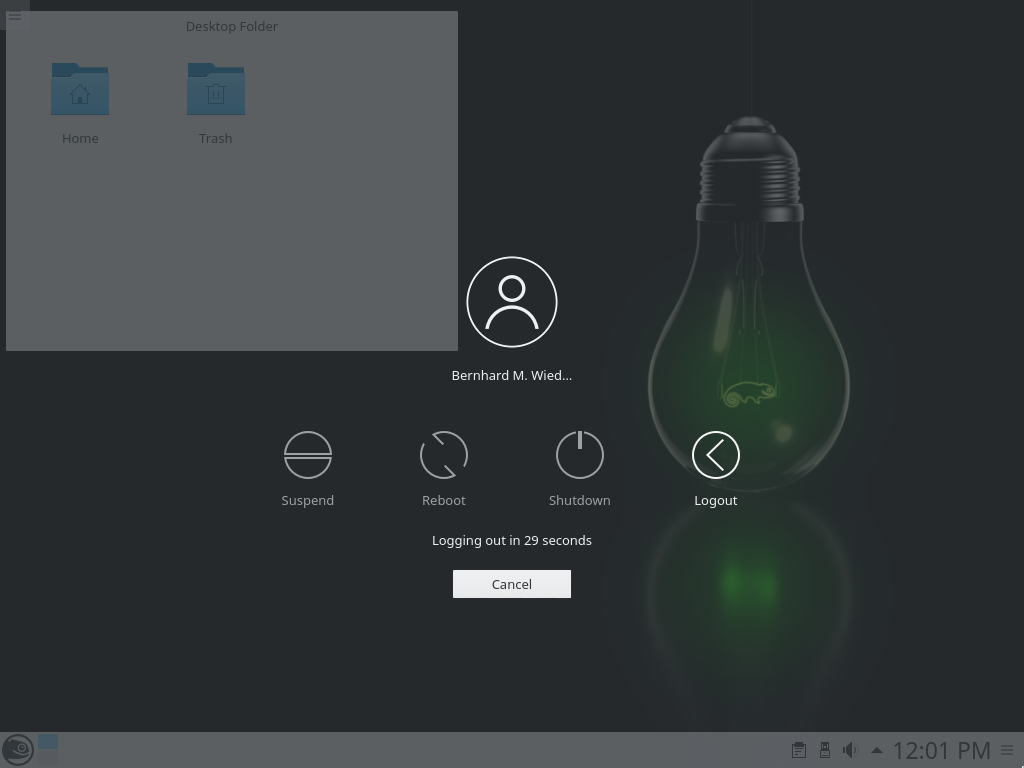 Desktop Folder
Home
Trash
Bernhard M. Wied...
Suspend
Reboot
Shutdown
Logout
Logging out in 29 seconds
Cancel
12:01 PM